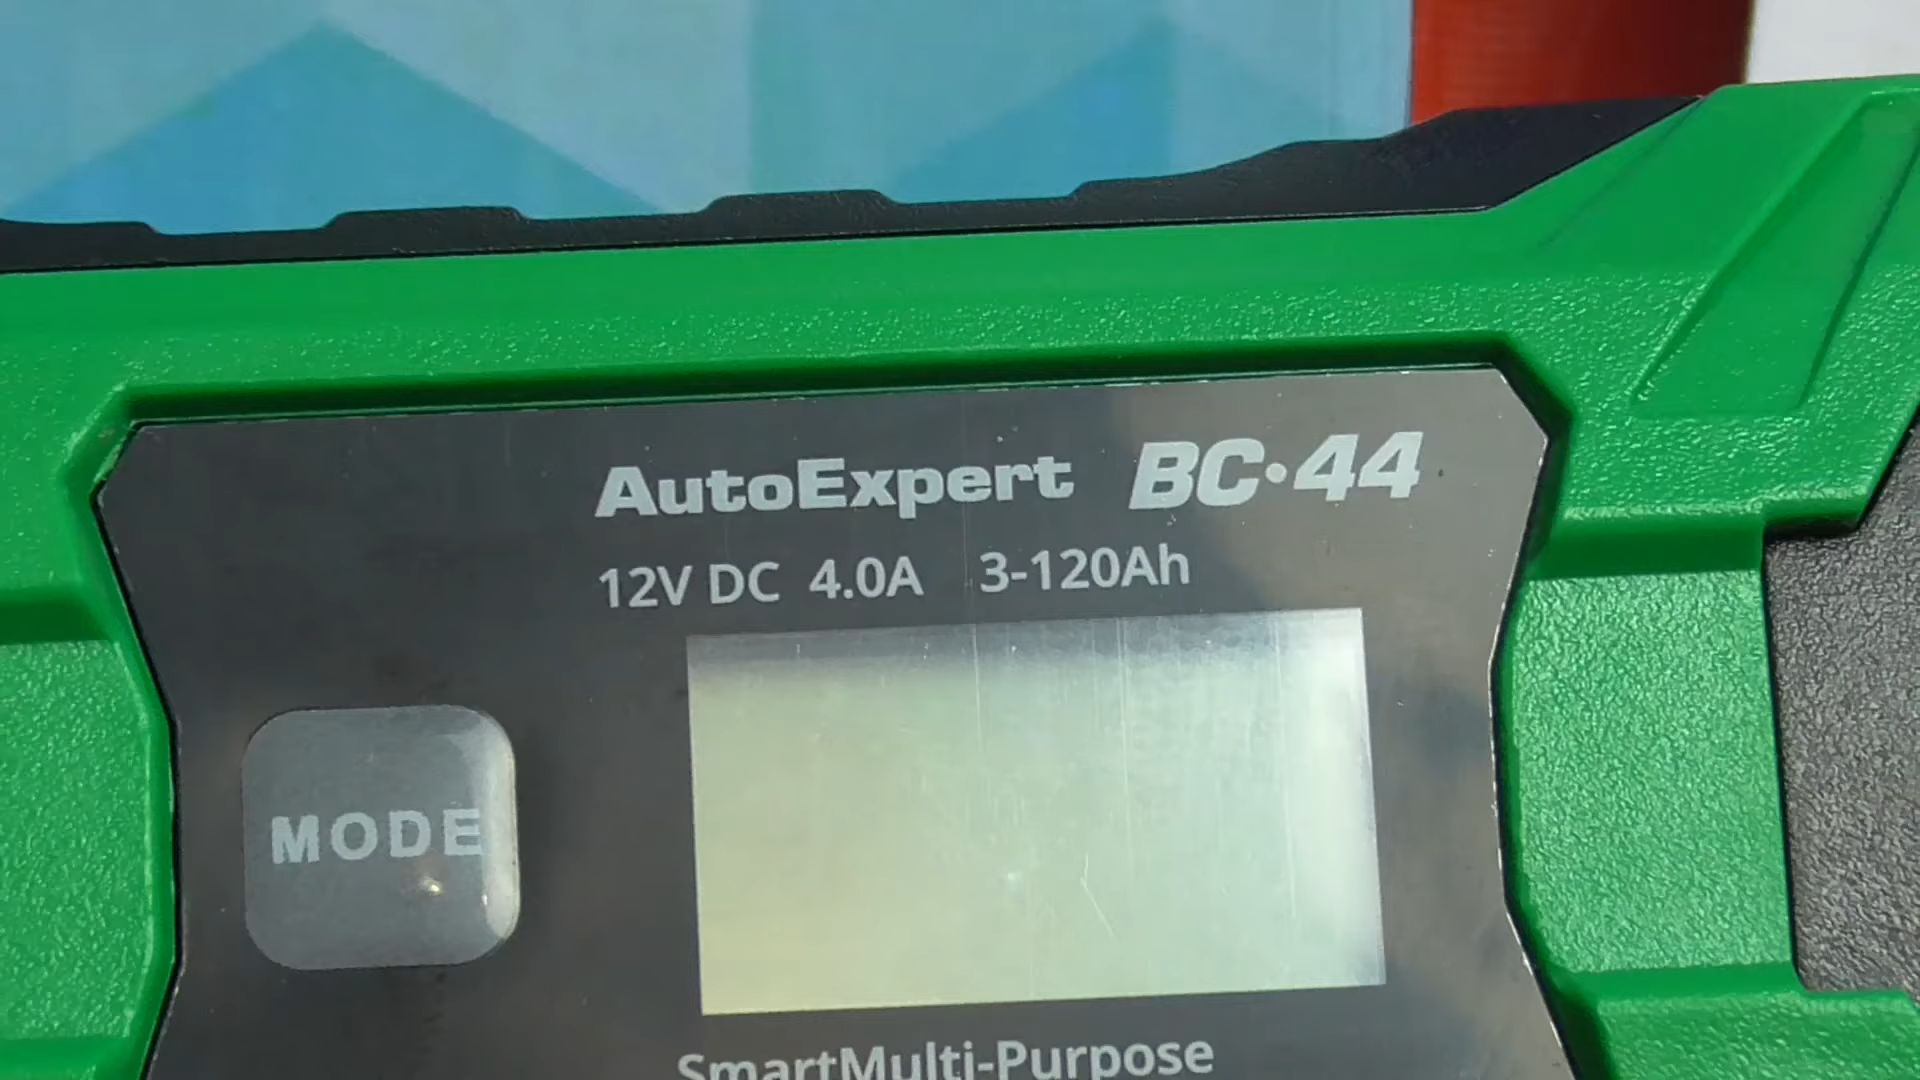 AutoExpert BC·44
12V DC 4.0A 3-120Ah
MODE
SmartMulti-Purpose